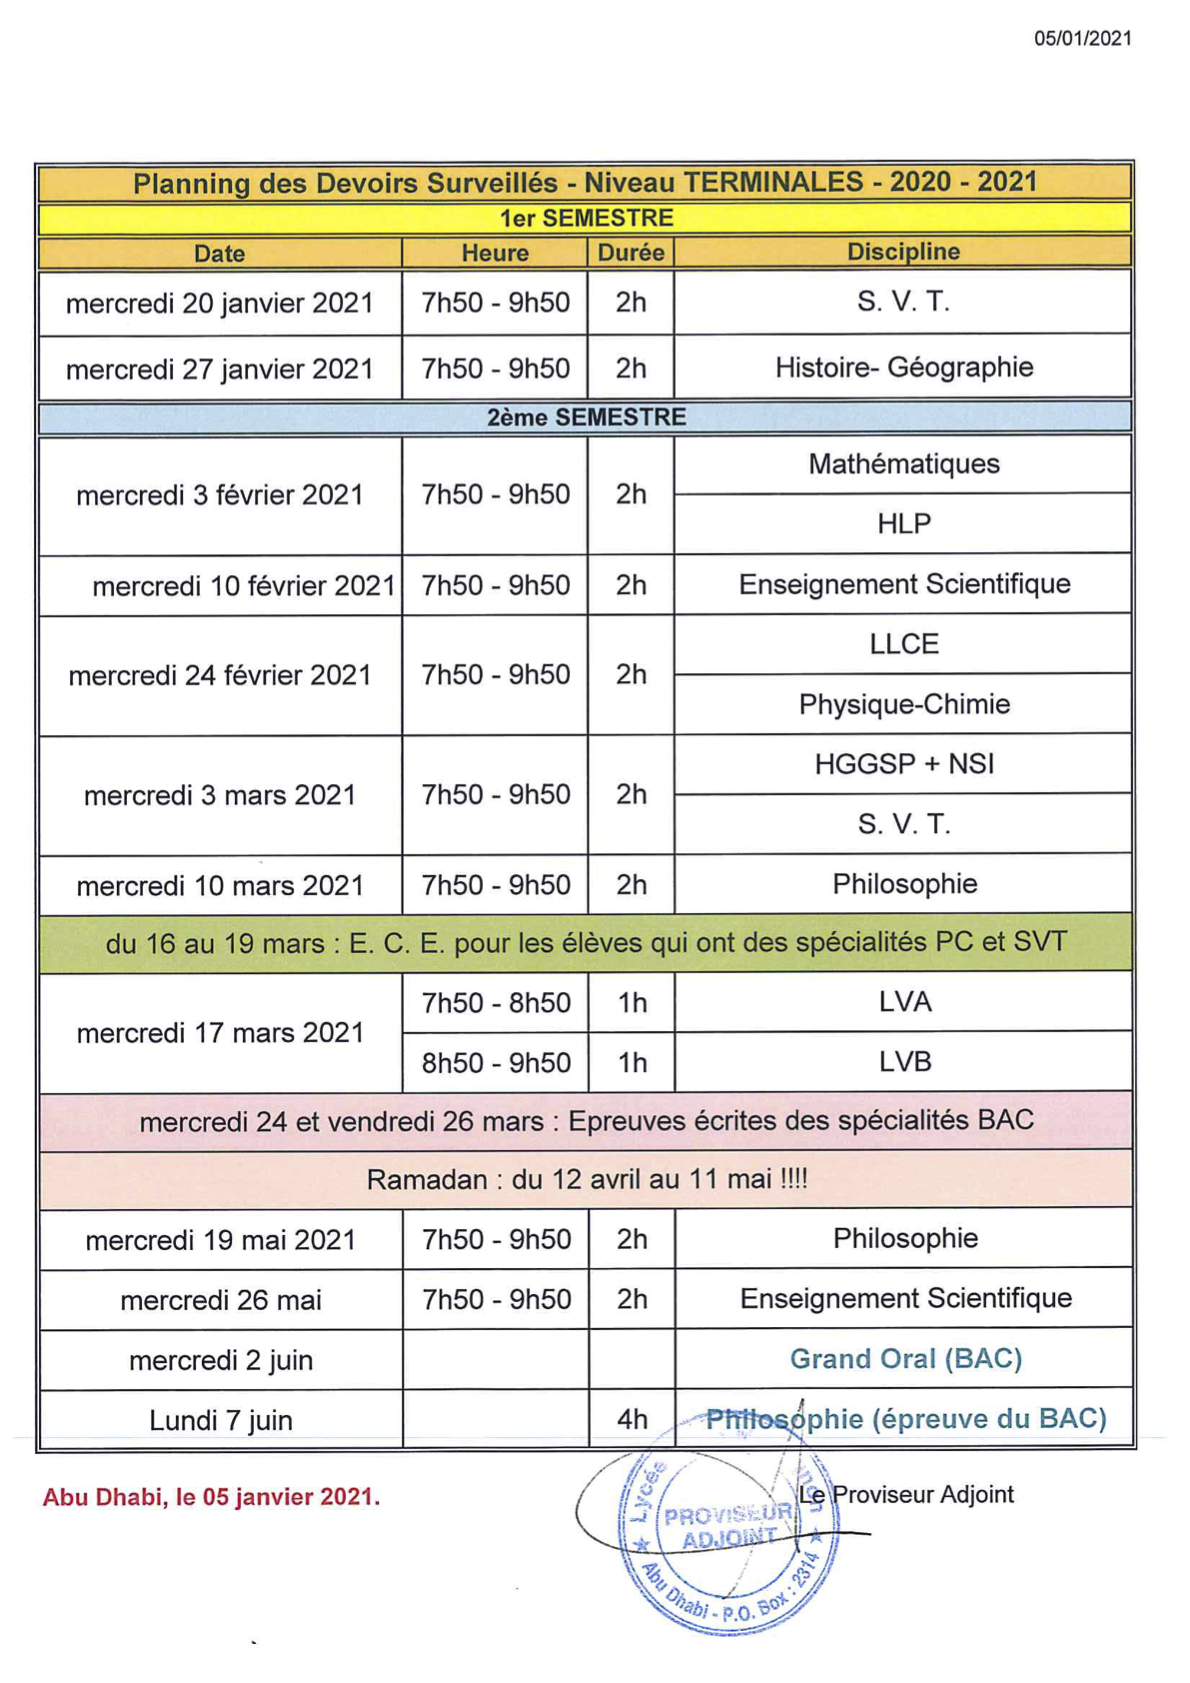 05/01/2021
Planning des Devoirs Surveillés - Niveau TERMINALES - 2020 - 2021
1er SEMESTRE
Date Heure Durée Discipline
mercredi 20 janvier 2021 7h50 - 9h50 2h S. V. T.
mercredi 27 janvier 2021 7h50 - 9h50 2h Histoire- Géographie
2ème SEMESTRE
mercredi 3 février 2021 7h50 - 9h50 2h Mathématiques
HLP
mercredi 10 février 2021 7h50 - 9h50 2h Enseignement Scientifique
mercredi 24 février 2021 7h50 - 9h50 2h LLCE
Physique-Chimie
mercredi 3 mars 2021 7h50 - 9h50 2h HGGSP + NSI
S. V. T.
mercredi 10 mars 2021 7h50 - 9h50 2h Philosophie
du 16 au 19 mars : E. C. E. pour les élèves qui ont des spécialités PC et SVT
mercredi 17 mars 2021 7h50 - 8h50 1h LVA
8h50 - 9h50 1h LVB
mercredi 24 et vendredi 26 mars : Epreuves écrites des spécialités BAC
Ramadan : du 12 avril au 11 mai !!!!
mercredi 19 mai 2021 7h50 - 9h50 2h Philosophie
mercredi 26 mai 7h50 - 9h50 2h Enseignement Scientifique
mercredi 2 juin Grand Oral (BAC)
Lundi 7 juin 4h Philosophie (épreuve du BAC)
Abu Dhabi, le 05 janvier 2021.
Le Proviseur Adjoint
Lycée
PROVISEUR
ADJOINT
Abu Dhabi - P.O. Box : 2314